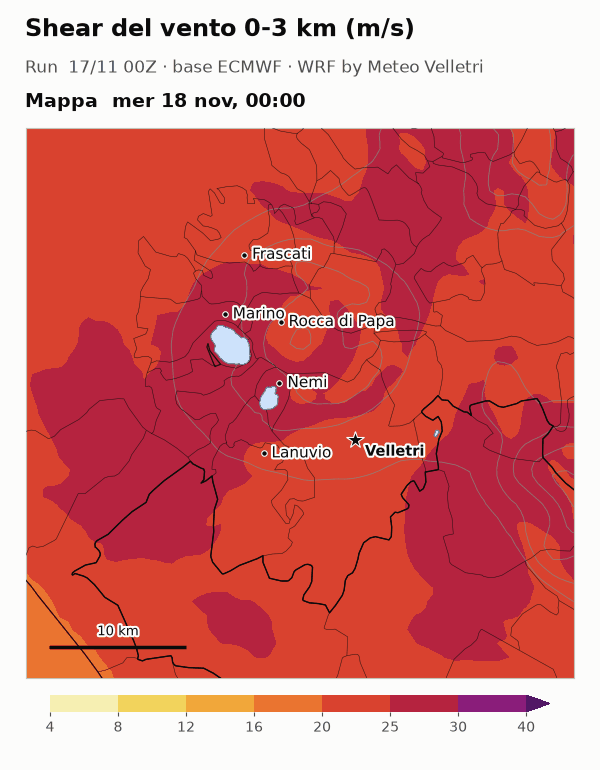 Shear del vento 0-3 km (m/s)
Run 17/11 00Z · base ECMWF · WRF by Meteo Velletri
Mappa mer 18 nov, 00:00
Frascati
Marino
Rocca di Papa
Nemi
Velletri
Lanuvio
10 km
4 8 12 16 20 25 30 40